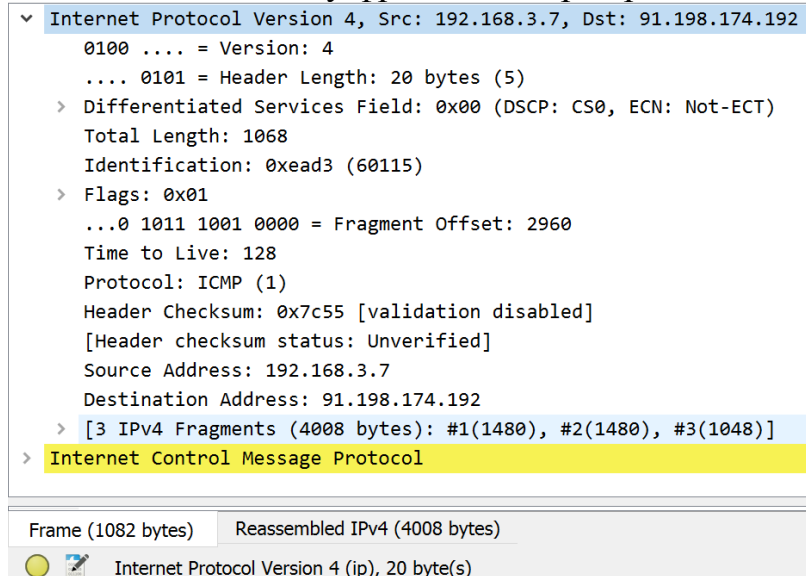 Internet Protocol Version 4, Src: 192.168.3.7, Dst: 91.198.174.192
0100 .... = Version: 4
.... 0101 = Header Length: 20 bytes (5)
Differentiated Services Field: 0x00 (DSCP: CS0, ECN: Not-ECT)
Total Length: 1068
Identification: 0xead3 (60115)
Flags: 0x01
...0 1011 1001 0000 = Fragment Offset: 2960
Time to Live: 128
Protocol: ICMP (1)
Header Checksum: 0x7c55 [validation disabled]
[Header checksum status: Unverified]
Source Address: 192.168.3.7
Destination Address: 91.198.174.192
[3 IPv4 Fragments (4008 bytes): #1(1480), #2(1480), #3(1048)]
Internet Control Message Protocol
Frame (1082 bytes) Reassembled IPv4 (4008 bytes)
Internet Protocol Version 4 (ip), 20 byte(s)